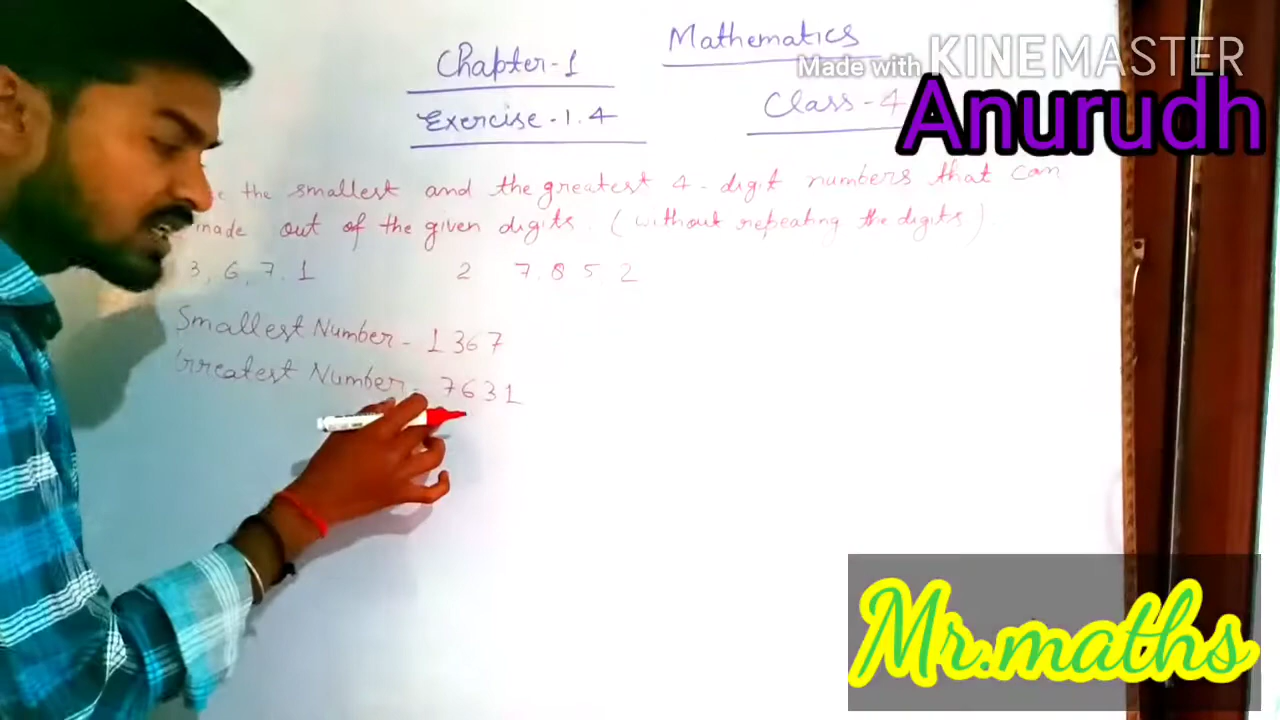 Mathematics
Made with KINEMASTER
Chapter-1
Class-4
Anurudh
Exercise-1.4
the smallest and the greatest 4-digit numbers that can
made out of the given digits. (without repeating the digits).
3, 6, 7. 1 2 7. 8 5 2
Smallest Number - 1367
Greatest Number - 7631
Mr.maths